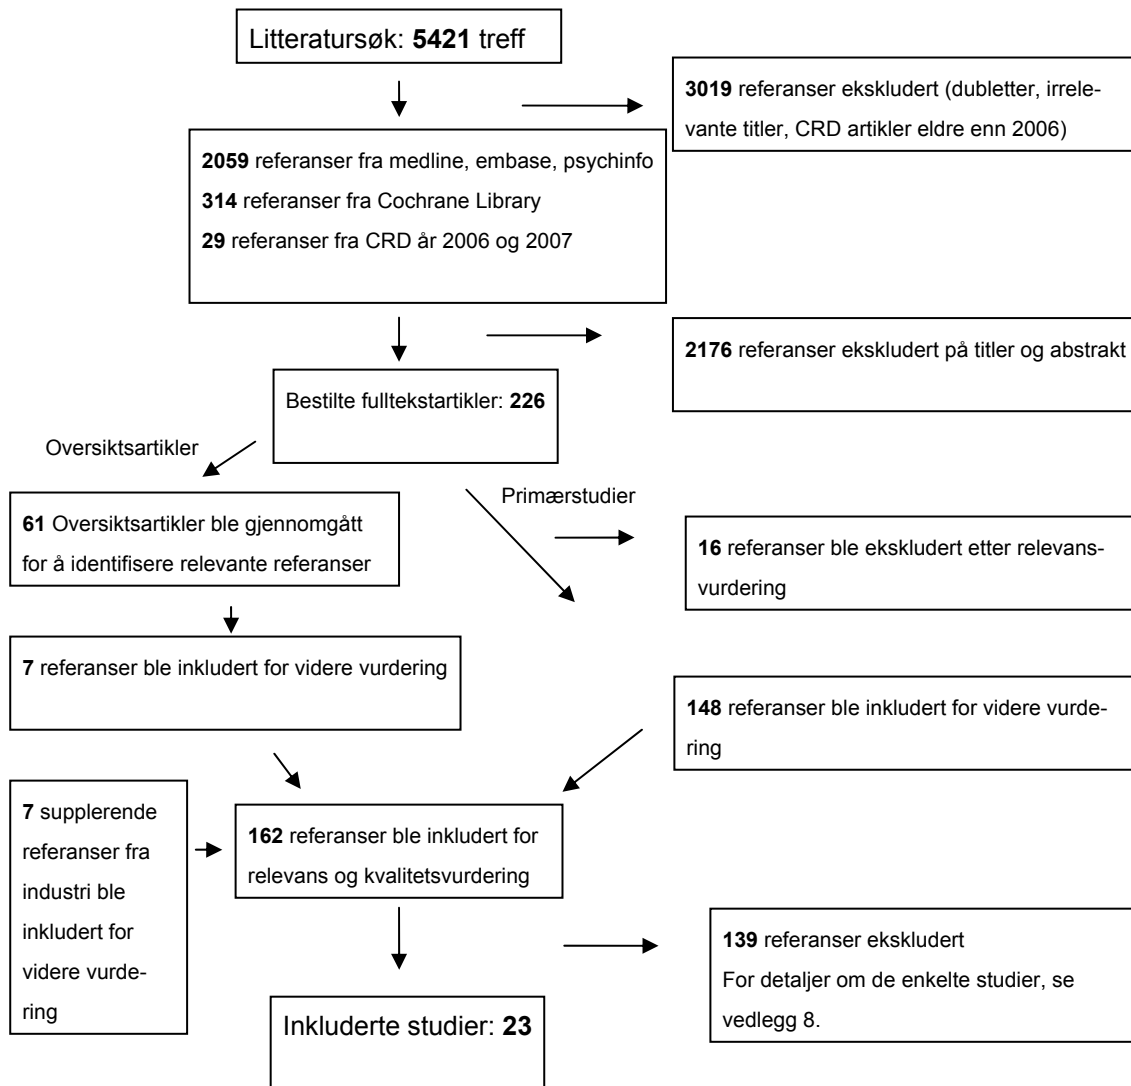 Litteratursøk: 5421 treff
3019 referanser ekskludert (dubletter, irrele-
vante titler, CRD artikler eldre enn 2006)
2059 referanser fra medline, embase, psychinfo
314 referanser fra Cochrane Library
29 referanser fra CRD år 2006 og 2007
2176 referanser ekskludert på titler og abstrakt
Bestilte fulltekstartikler: 226
Oversiktsartikler
Primærstudier
61 Oversiktsartikler ble gjennomgått
for å identifisere relevante referanser
16 referanser ble ekskludert etter relevans-
vurdering
7 referanser ble inkludert for videre vurdering
148 referanser ble inkludert for videre vurde-
ring
7 supplerende
referanser fra
industri ble
inkludert for
videre vurde-
ring
162 referanser ble inkludert for
relevans og kvalitetsvurdering
139 referanser ekskludert
For detaljer om de enkelte studier, se
vedlegg 8.
Inkluderte studier: 23